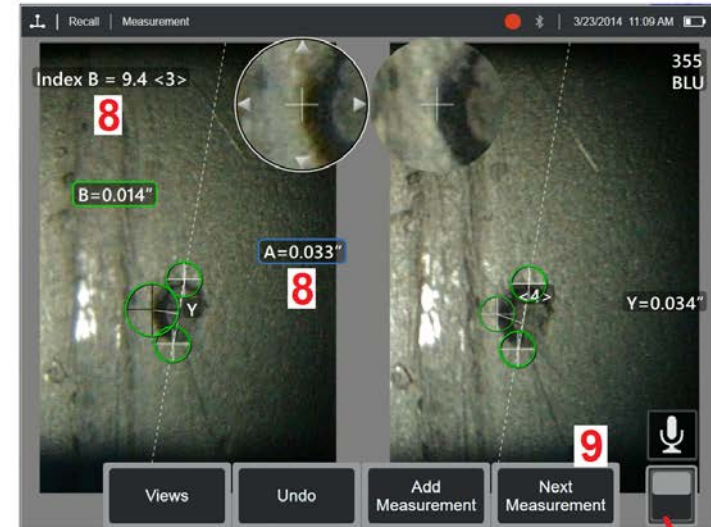 Recall | Measurement
3/23/2014 11:09 AM
Index B = 9.4 <3>
8
355
BLU
B=0.014"
A=0.033"
8
Y
<4>
Y=0.034"
9
Views
Undo
Add
Measurement
Next
Measurement